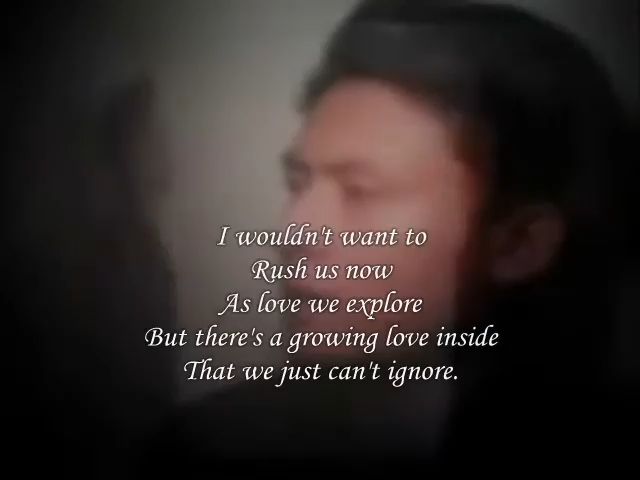 I wouldn't want to
Rush us now
As love we explore
But there's a growing love inside
That we just can't ignore.